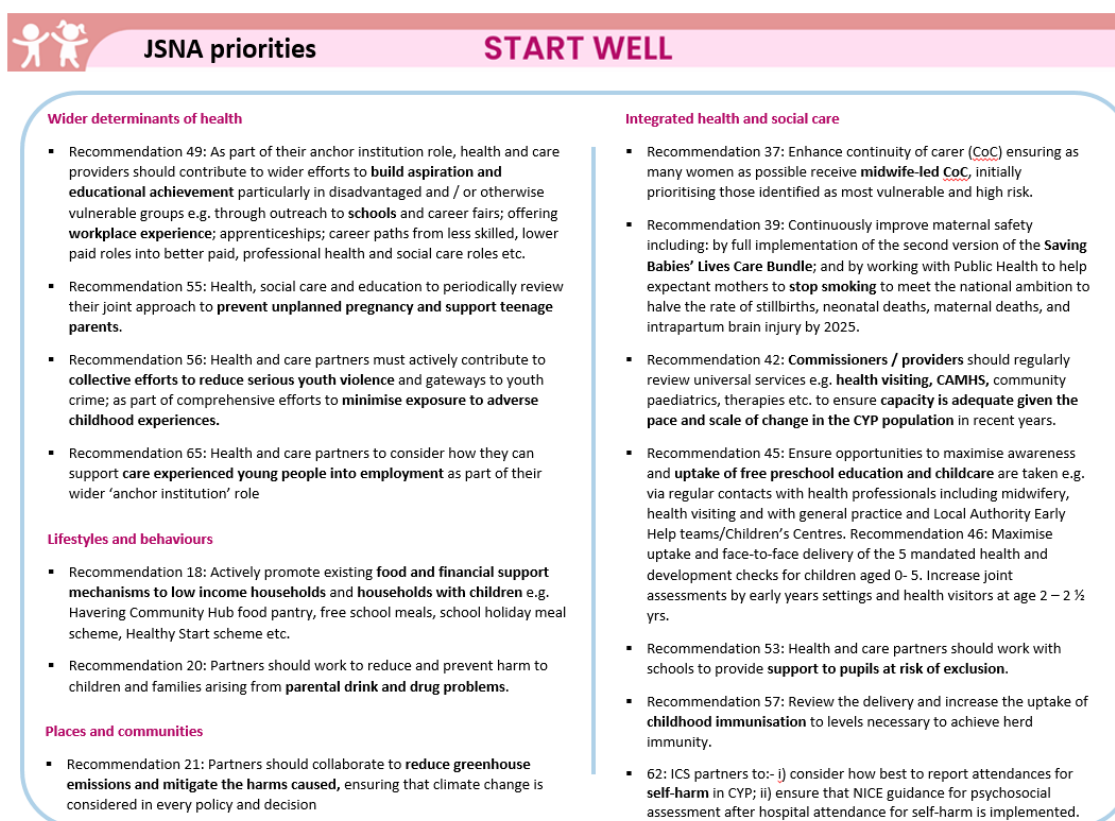 JSNA priorities
START WELL
Wider determinants of health
▪ Recommendation 49: As part of their anchor institution role, health and care
providers should contribute to wider efforts to build aspiration and
educational achievement particularly in disadvantaged and / or otherwise
vulnerable groups e.g. through outreach to schools and career fairs; offering
workplace experience; apprenticeships; career paths from less skilled, lower
paid roles into better paid, professional health and social care roles etc.
▪ Recommendation 55: Health, social care and education to periodically review
their joint approach to prevent unplanned pregnancy and support teenage
parents.
▪ Recommendation 56: Health and care partners must actively contribute to
collective efforts to reduce serious youth violence and gateways to youth
crime; as part of comprehensive efforts to minimise exposure to adverse
childhood experiences.
▪ Recommendation 65: Health and care partners to consider how they can
support care experienced young people into employment as part of their
wider ‘anchor institution’ role
Lifestyles and behaviours
▪ Recommendation 18: Actively promote existing food and financial support
mechanisms to low income households and households with children e.g.
Havering Community Hub food pantry, free school meals, school holiday meal
scheme, Healthy Start scheme etc.
▪ Recommendation 20: Partners should work to reduce and prevent harm to
children and families arising from parental drink and drug problems.
Places and communities
▪ Recommendation 21: Partners should collaborate to reduce greenhouse
emissions and mitigate the harms caused, ensuring that climate change is
considered in every policy and decision
Integrated health and social care
▪ Recommendation 37: Enhance continuity of carer (CoC) ensuring as
many women as possible receive midwife-led CoC, initially
prioritising those identified as most vulnerable and high risk.
▪ Recommendation 39: Continuously improve maternal safety
including: by full implementation of the second version of the Saving
Babies’ Lives Care Bundle; and by working with Public Health to help
expectant mothers to stop smoking to meet the national ambition to
halve the rate of stillbirths, neonatal deaths, maternal deaths, and
intrapartum brain injury by 2025.
▪ Recommendation 42: Commissioners / providers should regularly
review universal services e.g. health visiting, CAMHS, community
paediatrics, therapies etc. to ensure capacity is adequate given the
pace and scale of change in the CYP population in recent years.
▪ Recommendation 45: Ensure opportunities to maximise awareness
and uptake of free preschool education and childcare are taken e.g.
via regular contacts with health professionals including midwifery,
health visiting and with general practice and Local Authority Early
Help teams/Children’s Centres. Recommendation 46: Maximise
uptake and face-to-face delivery of the 5 mandated health and
development checks for children aged 0- 5. Increase joint
assessments by early years settings and health visitors at age 2 – 2 ½
yrs.
▪ Recommendation 53: Health and care partners should work with
schools to provide support to pupils at risk of exclusion.
▪ Recommendation 57: Review the delivery and increase the uptake of
childhood immunisation to levels necessary to achieve herd
immunity.
▪ 62: ICS partners to:- i) consider how best to report attendances for
self-harm in CYP; ii) ensure that NICE guidance for psychosocial
assessment after hospital attendance for self-harm is implemented.